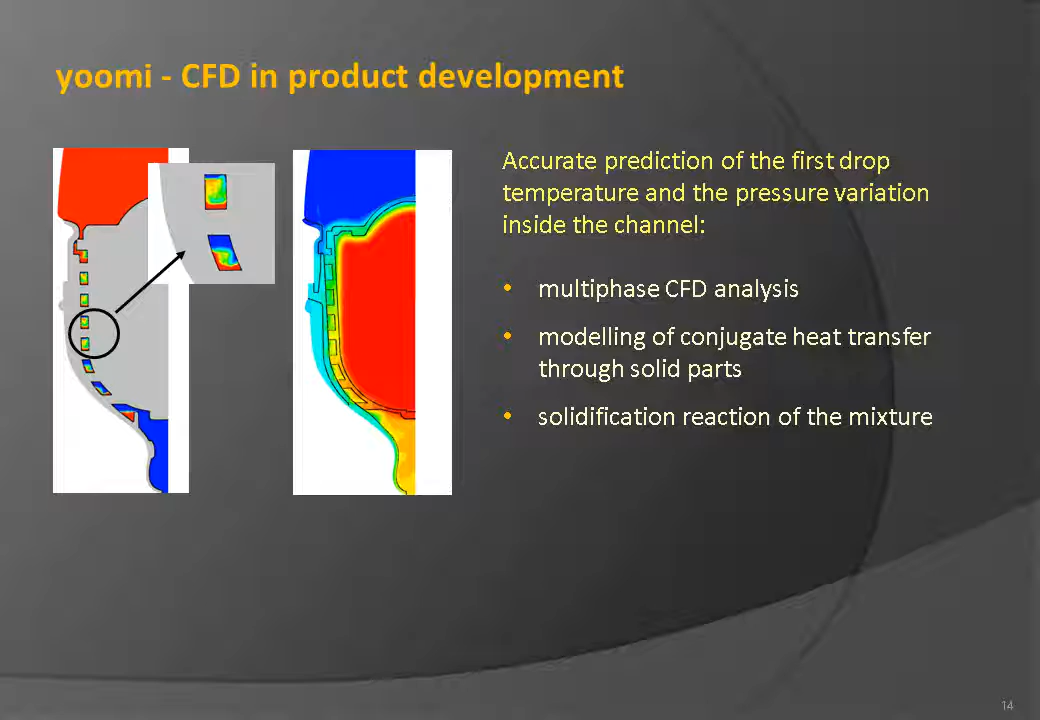 yoomi - CFD in product development
Accurate prediction of the first drop
temperature and the pressure variation
inside the channel:
• multiphase CFD analysis
• modelling of conjugate heat transfer
through solid parts
• solidification reaction of the mixture
14